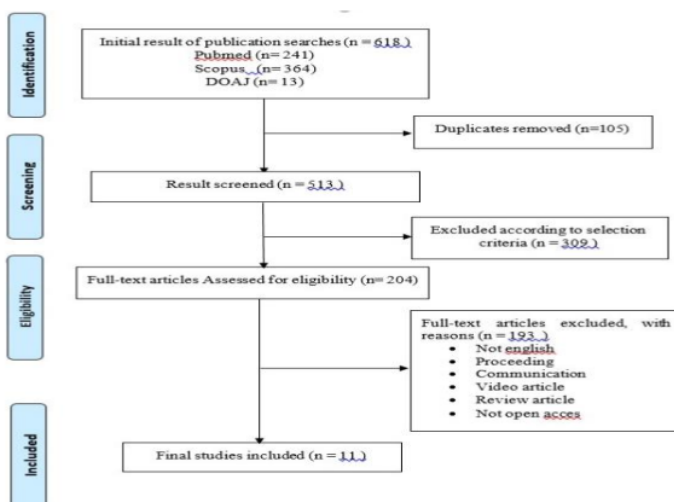 Identification
Initial result of publication searches (n = 618 )
Pubmed (n= 241)
Scopus (n= 364)
DOAJ (n= 13)
Duplicates removed (n=105)
Screening
Result screened (n = 513 )
Excluded according to selection
criteria (n = 309 )
Eligibility
Full-text articles Assessed for eligibility (n= 204)
Full-text articles excluded, with
reasons (n = 193 )
• Not english
• Proceeding
• Communication
• Video article
• Review article
• Not open acces
Included
Final studies included (n = 11 )